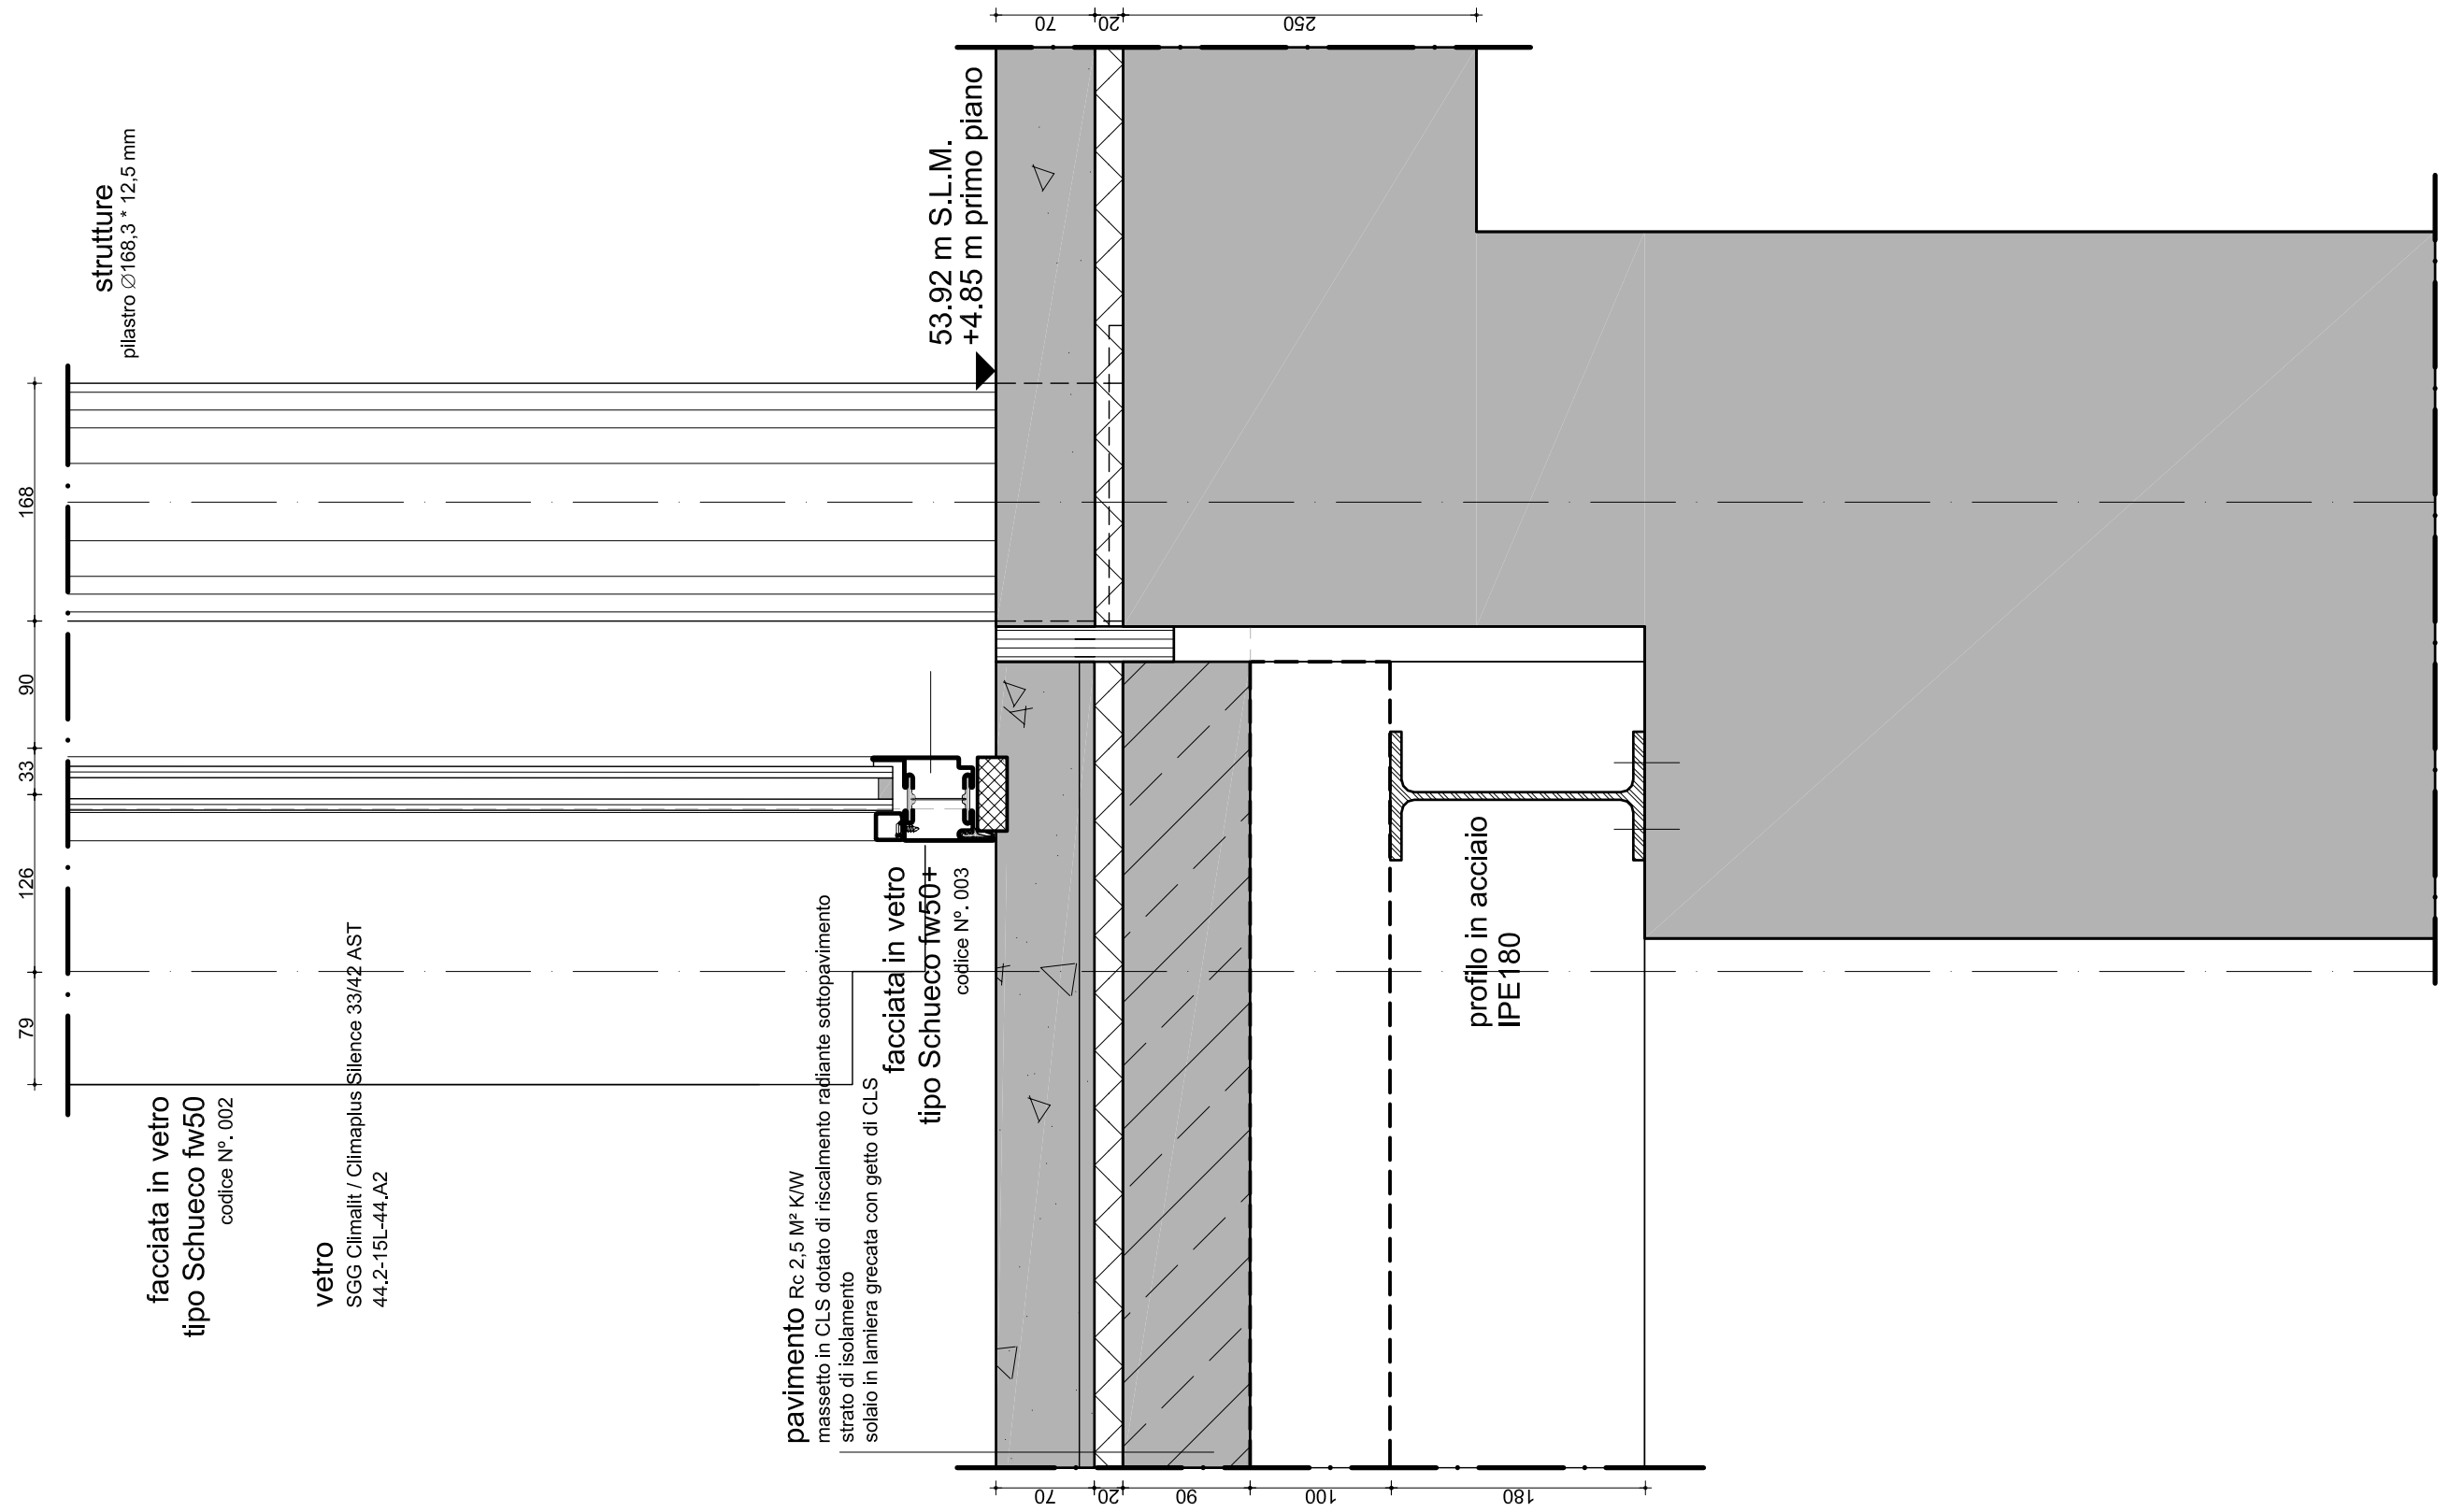 strutture
pilastro ∅168,3 * 12,5 mm
53.92 m S.L.M.
+4.85 m primo piano
facciata in vetro
tipo Schueco fw50
codice N°. 002
vetro
SGG Climalit / Climaplus Silence 33/42 AST
44.2-15L-44.A2
pavimento Rc 2,5 M² K/W
massetto in CLS dotato di riscalmento radiante sottopavimento
strato di isolamento
solaio in lamiera grecata con getto di CLS
facciata in vetro
tipo Schueco fw50+
codice N°. 003
profilo in acciaio
IPE180
79
126
33
90
168
70
20
250
70
20
90
100
180